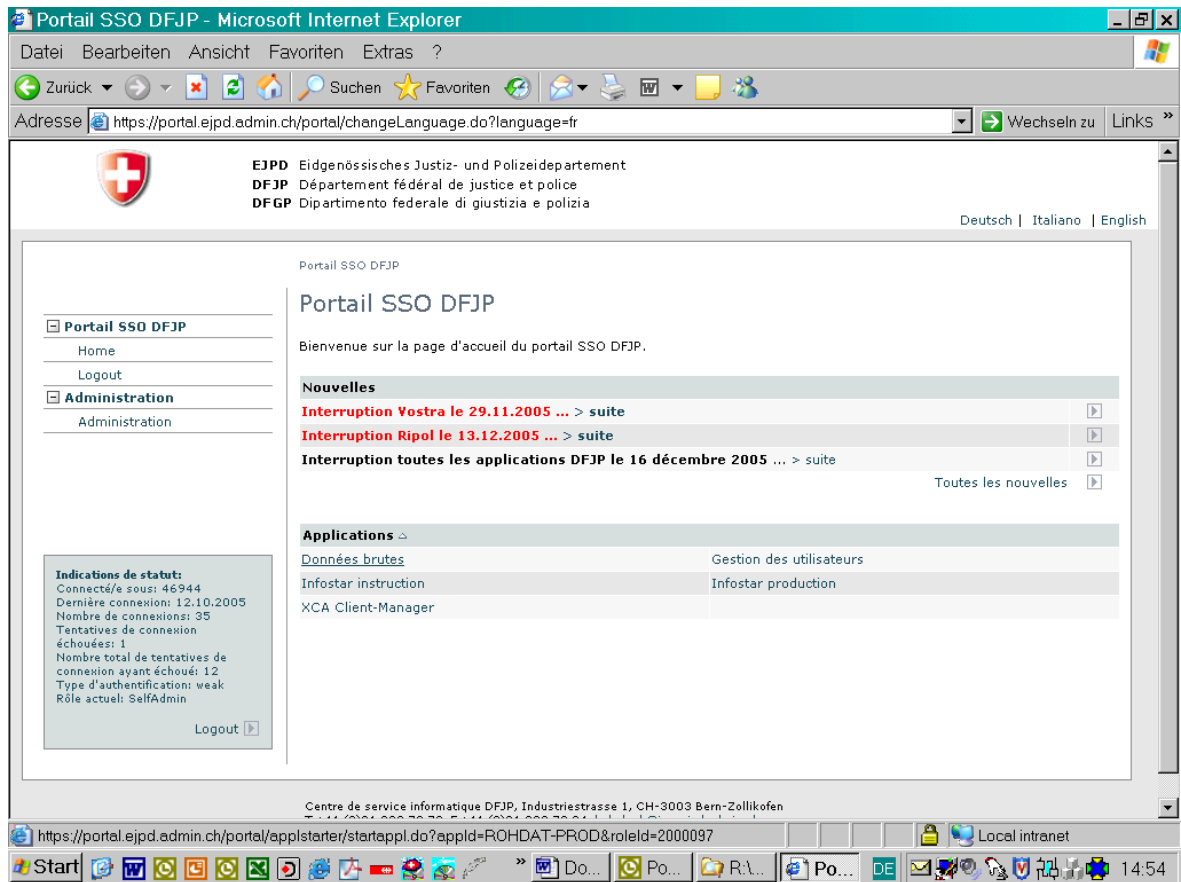 Portail SSO DFJP - Microsoft Internet Explorer
Datei Bearbeiten Ansicht Favoriten Extras ?
Zurück Suchen Favoriten
Adresse https://portal.ejpd.admin.ch/portal/changeLanguage.do?language=fr Wechseln zu Links »
EJPD Eidgenössisches Justiz- und Polizeidepartement
DFJP Département fédéral de justice et police
DFGP Dipartimento federale di giustizia e polizia
Deutsch | Italiano | English
Portail SSO DFJP
Portail SSO DFJP
Portail SSO DFJP
Home
Logout
Administration
Administration
Bienvenue sur la page d'accueil du portail SSO DFJP.
Nouvelles
Interruption Vostra le 29.11.2005 ... > suite
Interruption Ripol le 13.12.2005 ... > suite
Interruption toutes les applications DFJP le 16 décembre 2005 ... > suite
Toutes les nouvelles
Applications
Données brutes Gestion des utilisateurs
Infostar instruction Infostar production
XCA Client-Manager
Indications de statut:
Connecté/e sous: 46944
Dernière connexion: 12.10.2005
Nombre de connexions: 35
Tentatives de connexion
échouées: 1
Nombre total de tentatives de
connexion ayant échoué: 12
Type d'authentification: weak
Rôle actuel: SelfAdmin
Logout
Centre de service informatique DFJP, Industriestrasse 1, CH-3003 Bern-Zollikofen
https://portal.ejpd.admin.ch/portal/applstarter/startappl.do?appId=ROHDAT-PROD&roleId=2000097 Local intranet
Start » Do... Po... R:\... Po... DE 14:54